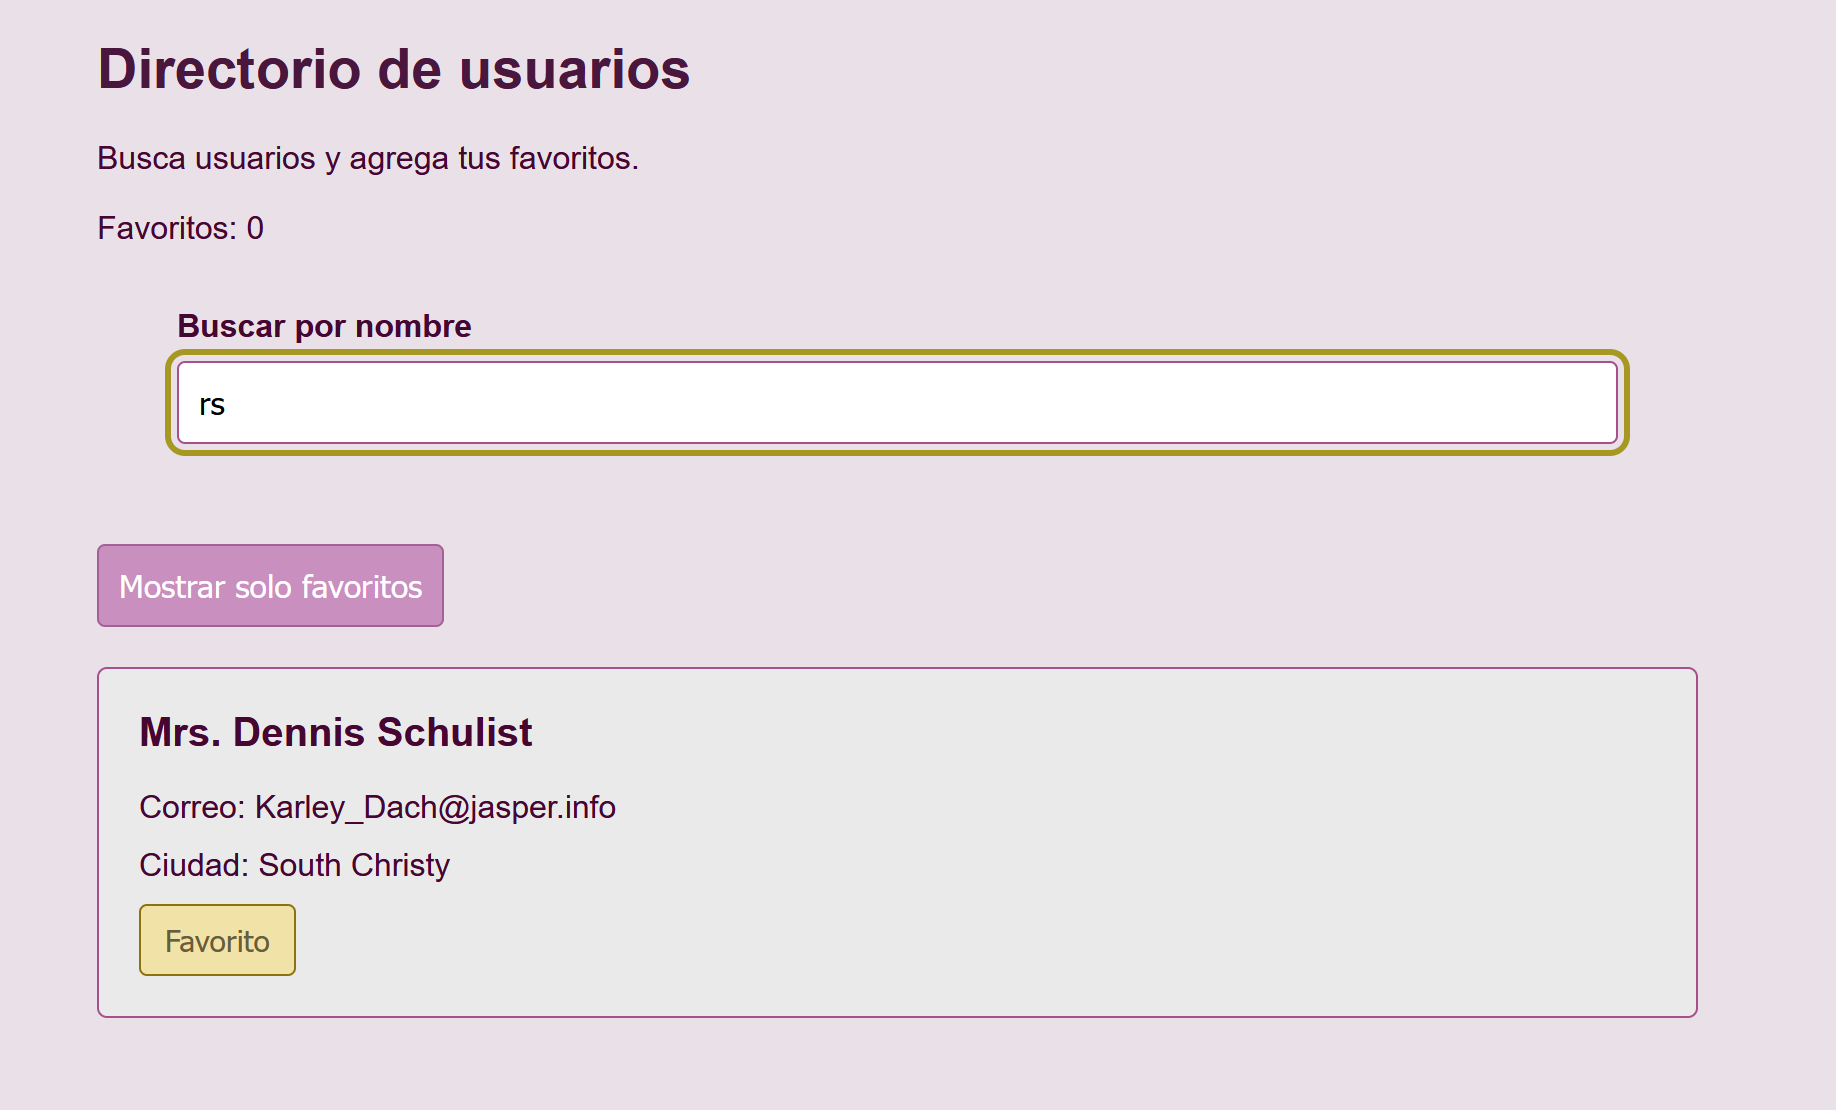 Directorio de usuarios
Busca usuarios y agrega tus favoritos.
Favoritos: 0
Buscar por nombre
rs
Mostrar solo favoritos
Mrs. Dennis Schulist
Correo: Karley_Dach@jasper.info
Ciudad: South Christy
Favorito